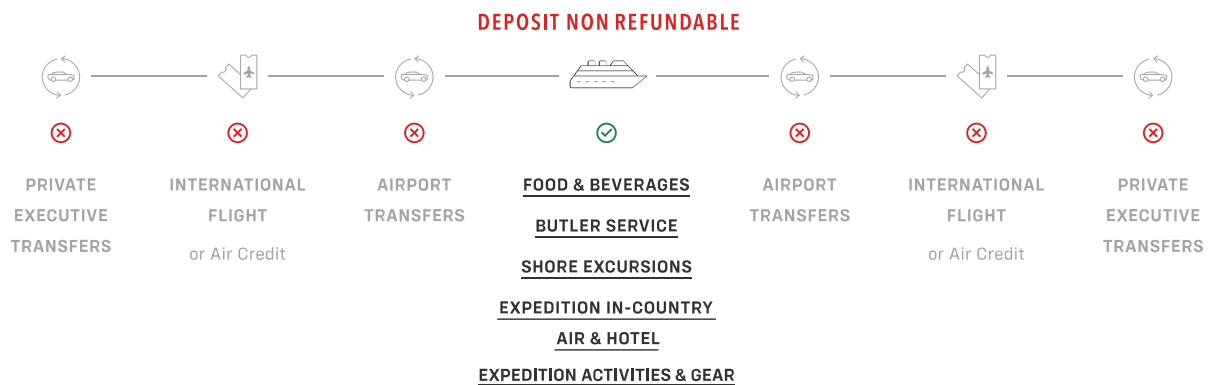 DEPOSIT NON REFUNDABLE
PRIVATE
EXECUTIVE
TRANSFERS
INTERNATIONAL
FLIGHT
or Air Credit
AIRPORT
TRANSFERS
FOOD & BEVERAGES
BUTLER SERVICE
SHORE EXCURSIONS
EXPEDITION IN-COUNTRY
AIR & HOTEL
EXPEDITION ACTIVITIES & GEAR
AIRPORT
TRANSFERS
INTERNATIONAL
FLIGHT
or Air Credit
PRIVATE
EXECUTIVE
TRANSFERS